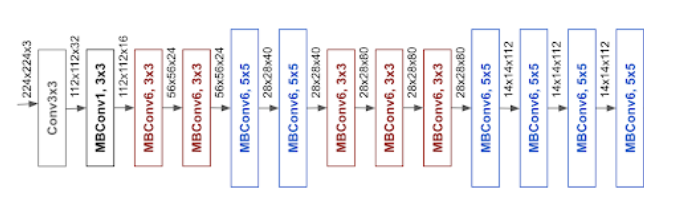 224x224x3
Conv3x3
112x112x32
MBConv1, 3x3
112x112x16
MBConv6, 3x3
56x56x24
MBConv6, 3x3
56x56x24
MBConv6, 5x5
28x28x40
MBConv6, 5x5
28x28x40
MBConv6, 3x3
28x28x80
MBConv6, 3x3
28x28x80
MBConv6, 3x3
28x28x80
MBConv6, 5x5
14x14x112
MBConv6, 5x5
14x14x112
MBConv6, 5x5
14x14x112
MBConv6, 5x5